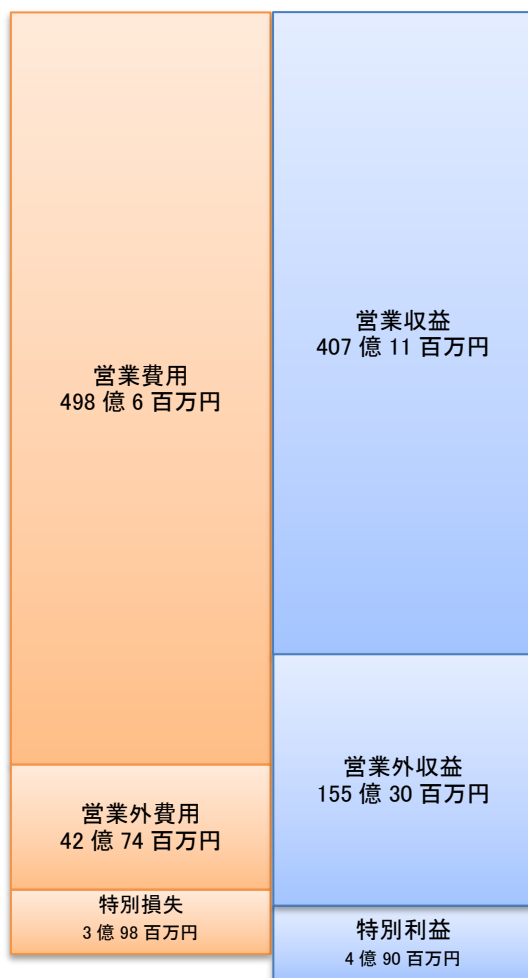 営業費用
498 億 6 百万円
営業外費用
42 億 74 百万円
特別損失
3 億 98 百万円
営業収益
407 億 11 百万円
営業外収益
155 億 30 百万円
特別利益
4 億 90 百万円